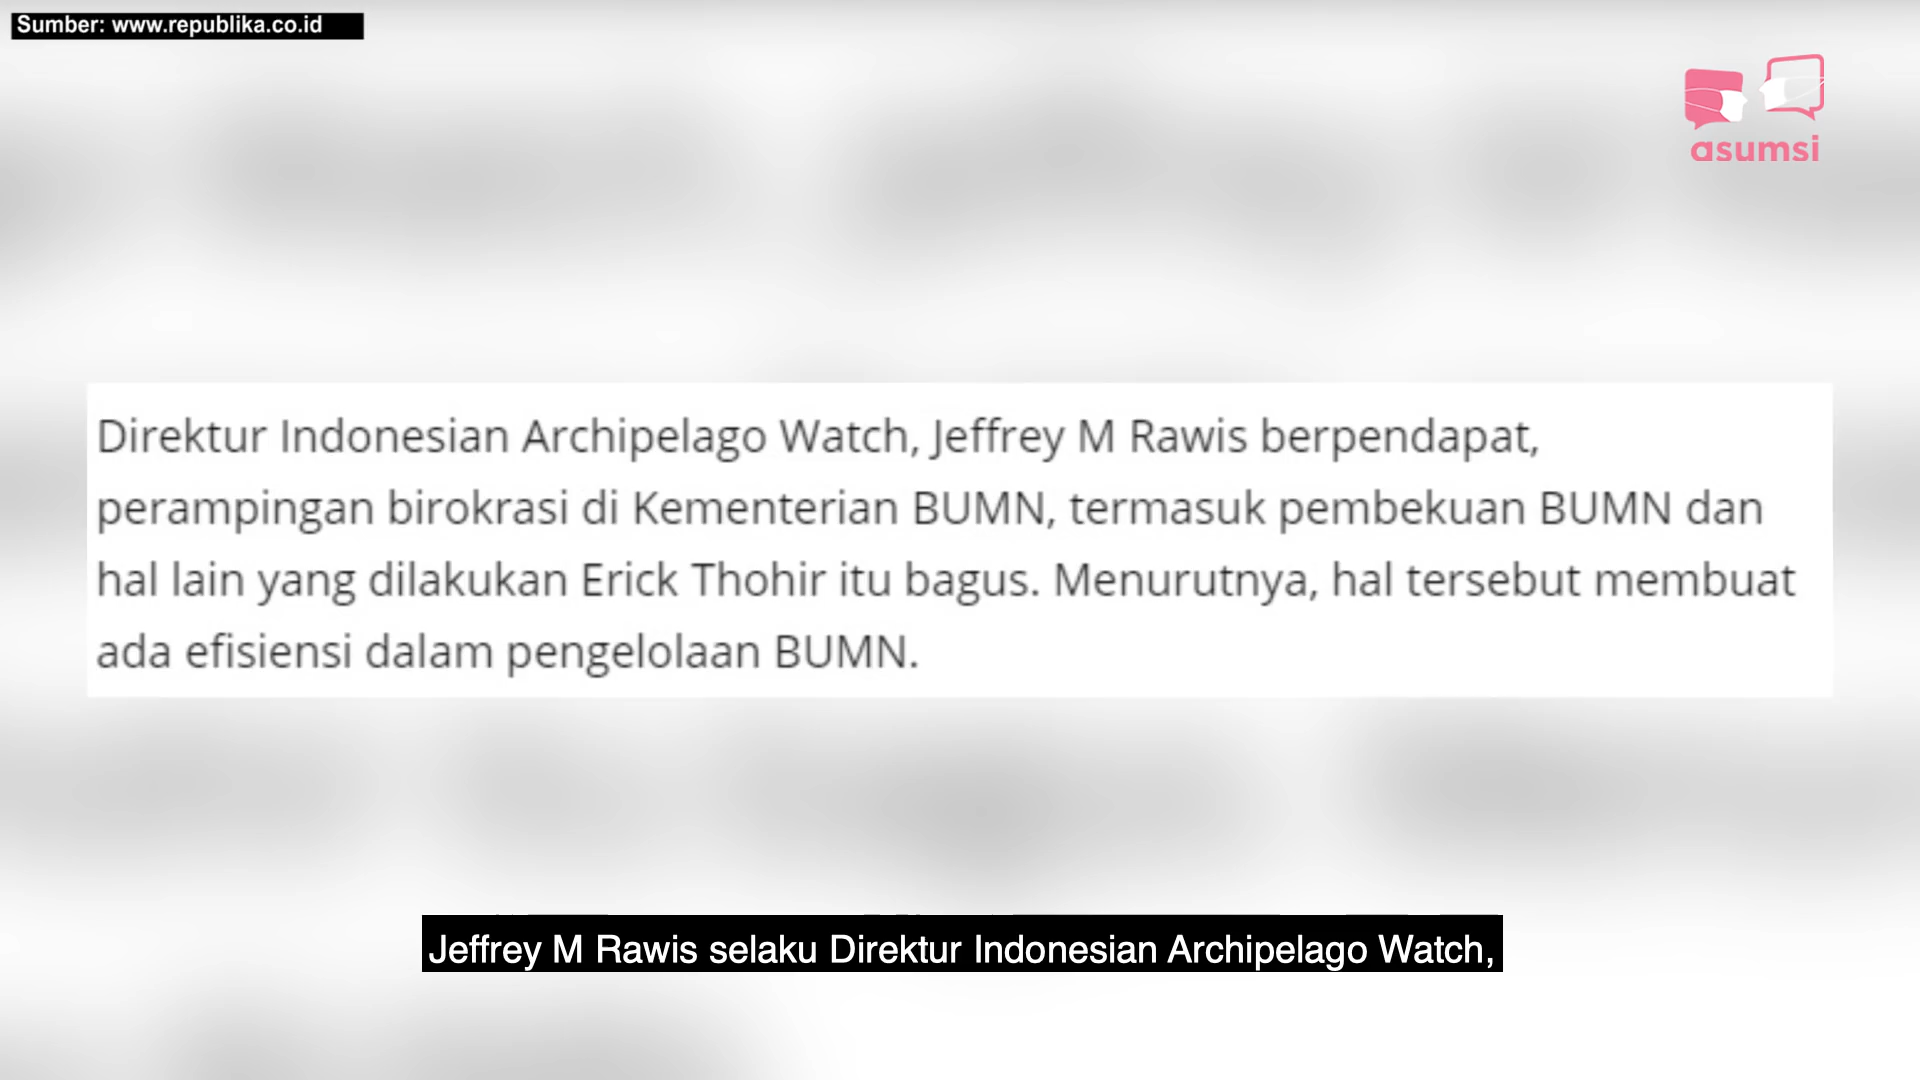 Sumber: www.republika.co.id
asumsi
Direktur Indonesian Archipelago Watch, Jeffrey M Rawis berpendapat,
perampingan birokrasi di Kementerian BUMN, termasuk pembekuan BUMN dan
hal lain yang dilakukan Erick Thohir itu bagus. Menurutnya, hal tersebut membuat
ada efisiensi dalam pengelolaan BUMN.
Jeffrey M Rawis selaku Direktur Indonesian Archipelago Watch,